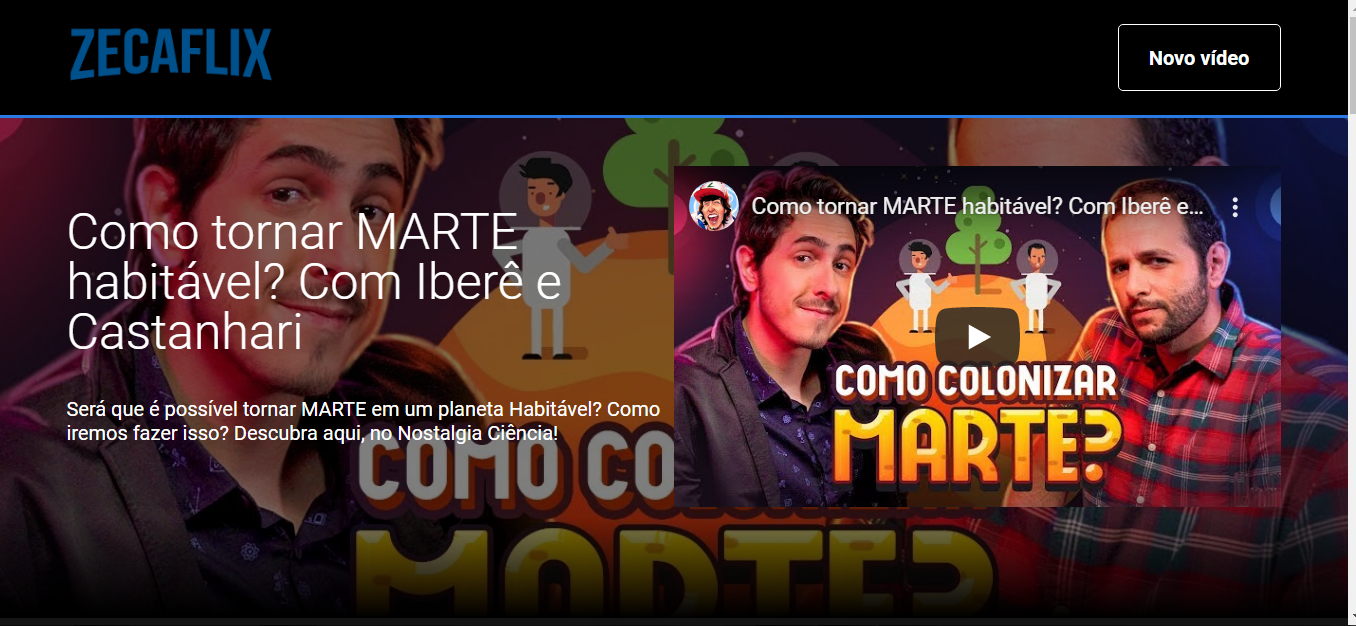 ZECAFLIX
Novo vídeo
Como tornar MARTE
habitável? Com Iberê e
Castanhari
Será que é possível tornar MARTE em um planeta Habitável? Como
iremos fazer isso? Descubra aqui, no Nostalgia Ciência!
Como tornar MARTE habitável? Com Iberê e...
COMO COLONIZAR
MARTE?
COMO CO
MARTE?